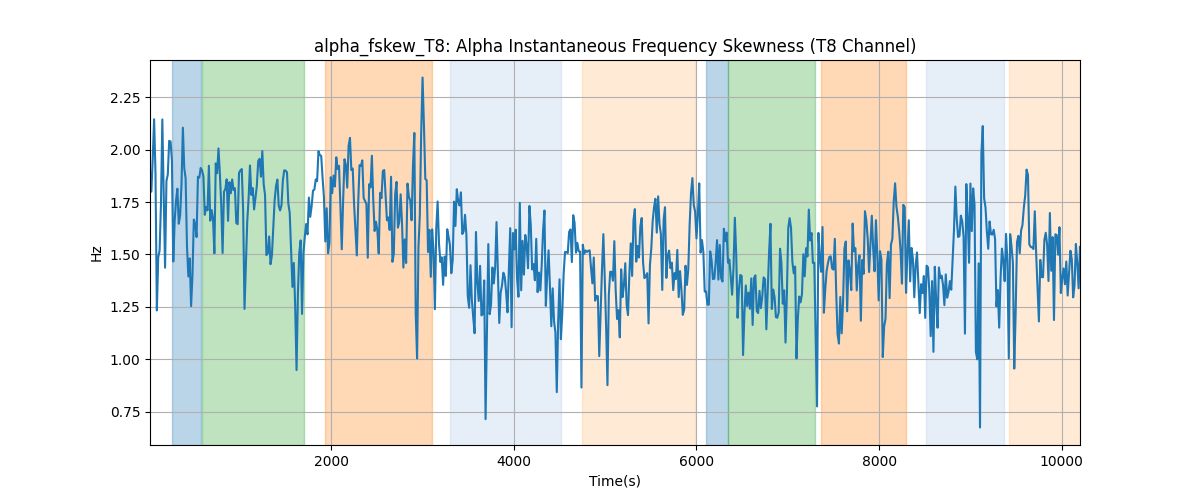 alpha_fskew_T8: Alpha Instantaneous Frequency Skewness (T8 Channel)
2.25
2.00
1.75
1.50
1.25
1.00
0.75
Hz
2000 4000 6000 8000 10000
Time(s)